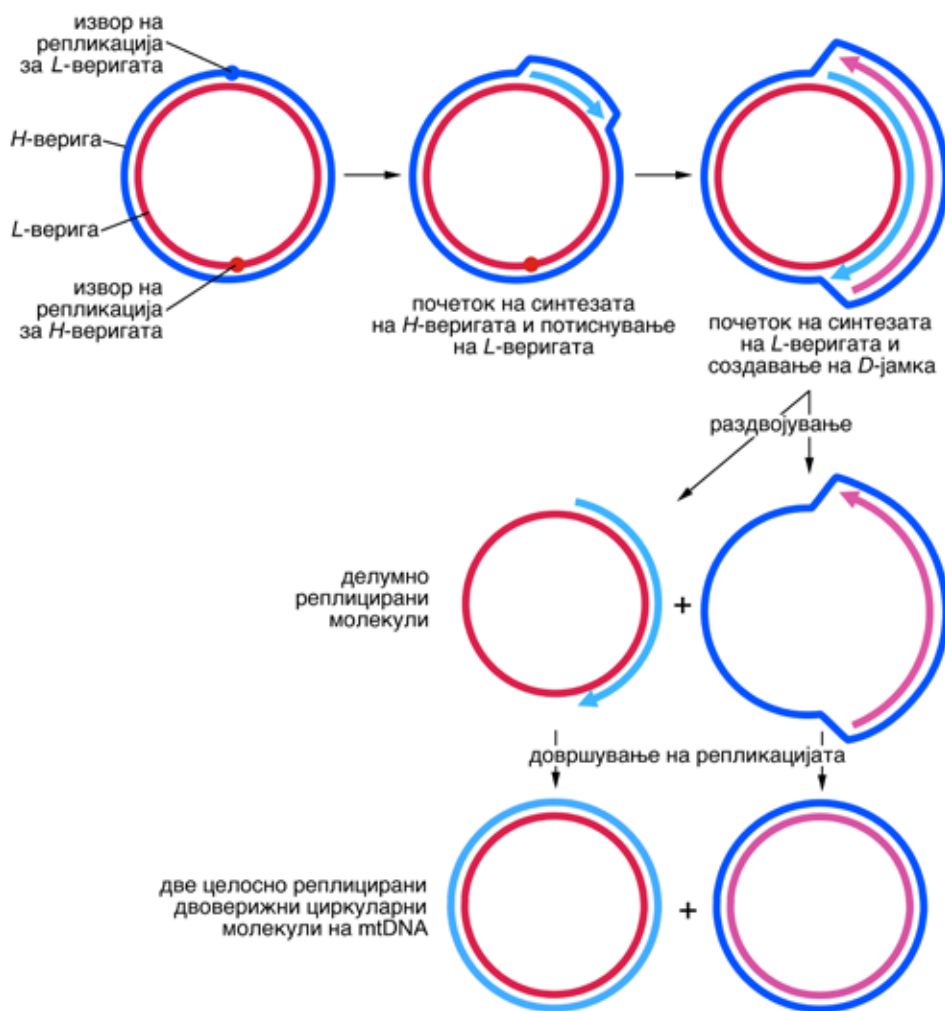 извор на
репликација
за L-веригата
H-верига
L-верига
извор на
репликација
за H-веригата
почеток на синтезата
на H-веригата и потиснување
на L-веригата
почеток на синтезата
на L-веригата и
создавање на D-јамка
раздвојување
делумно
реплицирани
молекули
+
довршување на репликацијата
две целосно реплицирани
двоверижни циркуларни
молекули на mtDNA
+